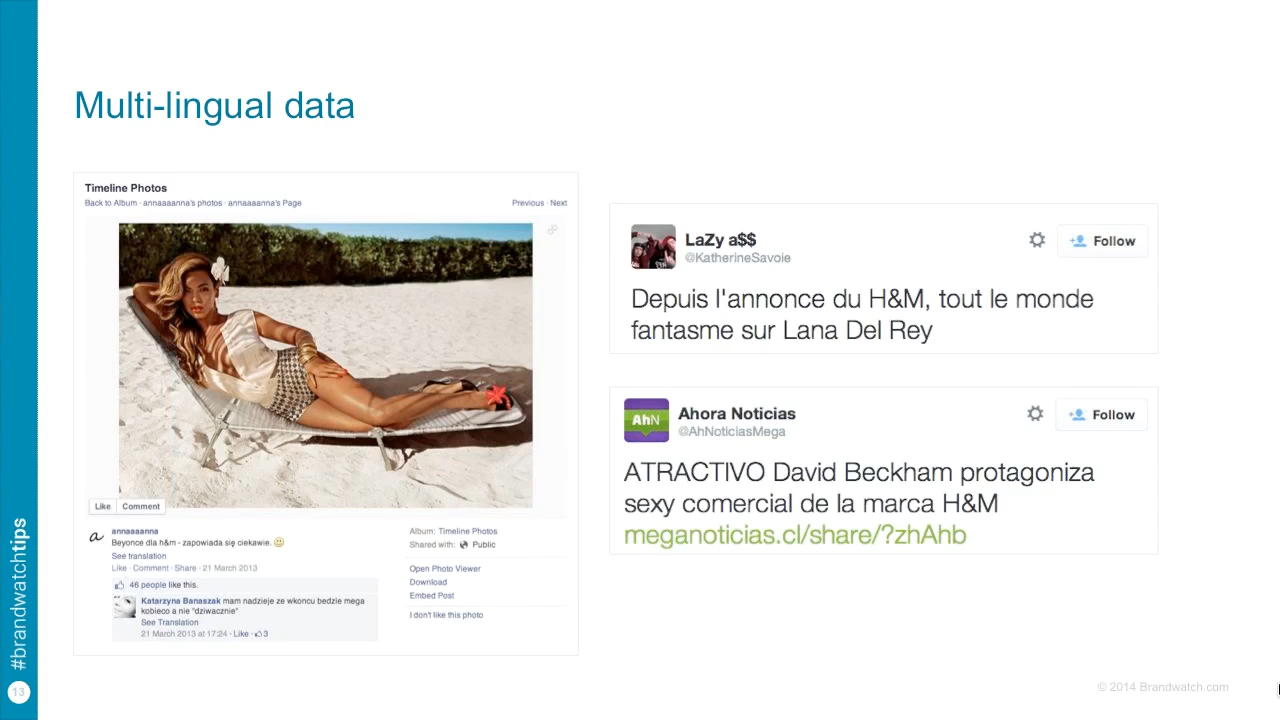 Multi-lingual data
Timeline Photos
Back to Album · annaaaanna's photos · annaaaanna's Page
Previous · Next
Like Comment
annaaaanna
Beyonce dla h&m - zapowiada się ciekawie. 🙂
See translation
Like · Comment · Share · 21 March 2013
46 people like this.
Katarzyna Banaszak mam nadzieje ze wkoncu bedzie mega
kobieco a nie "dziwacznie"
See Translation
21 March 2013 at 17:24 · Like · 3
Album: Timeline Photos
Shared with: Public
Open Photo Viewer
Download
Embed Post
I don't like this photo
LaZy a$$
@KatherineSavoie
Follow
Depuis l'annonce du H&M, tout le monde
fantasme sur Lana Del Rey
AhN
Ahora Noticias
@AhNoticiasMega
Follow
ATRACTIVO David Beckham protagoniza
sexy comercial de la marca H&M
meganoticias.cl/share/?zhAhb
#brandwatchtips
13
© 2014 Brandwatch.com